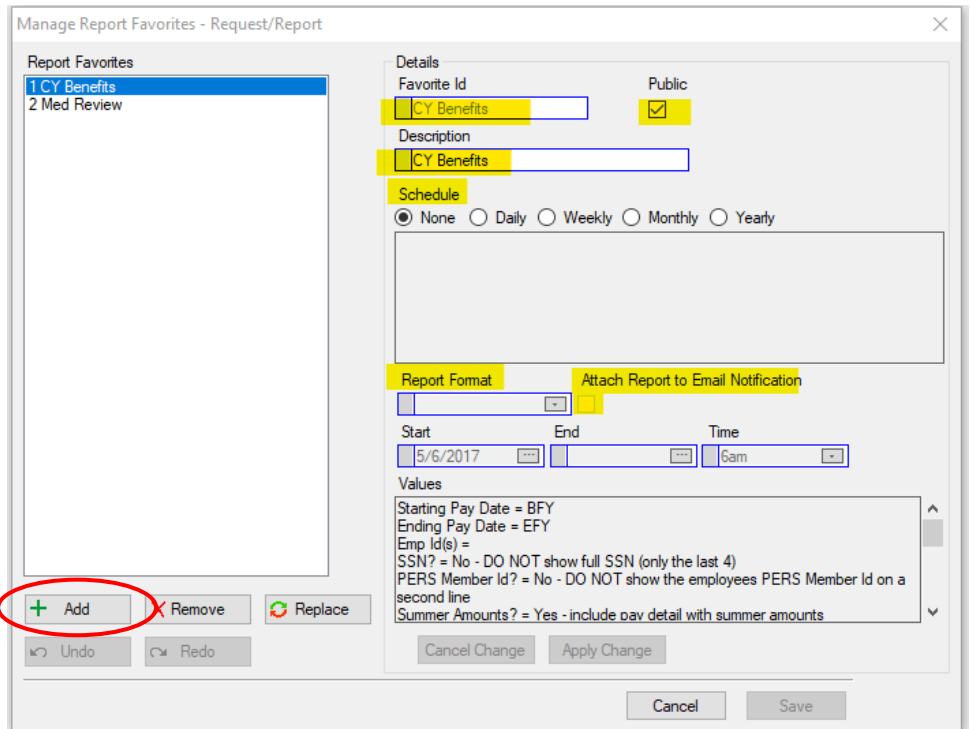 Manage Report Favorites - Request/Report
Report Favorites
1 CY Benefits
2 Med Review
Add
Remove
Replace
Undo
Redo
Details
Favorite Id
Public
CY Benefits
Description
CY Benefits
Schedule
None Daily Weekly Monthly Yearly
Report Format
Attach Report to Email Notification
Start
End
Time
5/6/2017
6am
Values
Starting Pay Date = BFY
Ending Pay Date = EFY
Emp Id(s) =
SSN? = No - DO NOT show full SSN (only the last 4)
PERS Member Id? = No - DO NOT show the employees PERS Member Id on a
second line
Summer Amounts? = Yes - include pay detail with summer amounts
Cancel Change
Apply Change
Cancel
Save